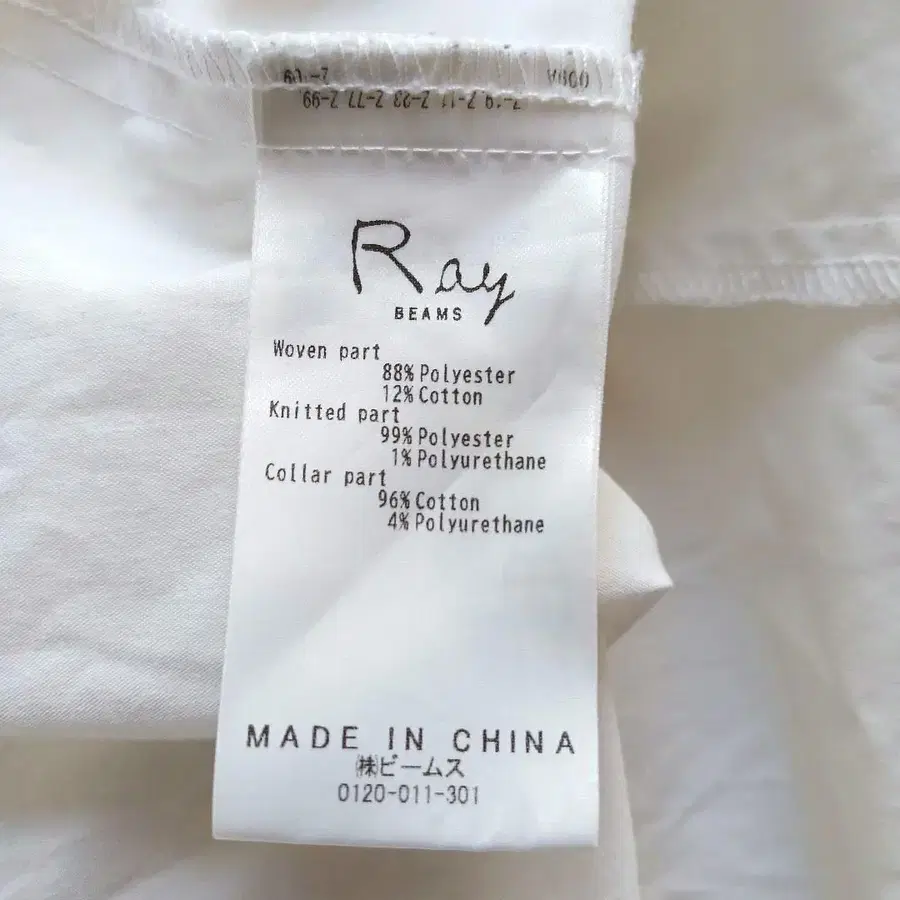 Ray
BEAMS
Woven part
88% Polyester
12% Cotton
Knitted part
99% Polyester
1% Polyurethane
Collar part
96% Cotton
4% Polyurethane
MADE IN CHINA
㈱ビームス
0120-011-301